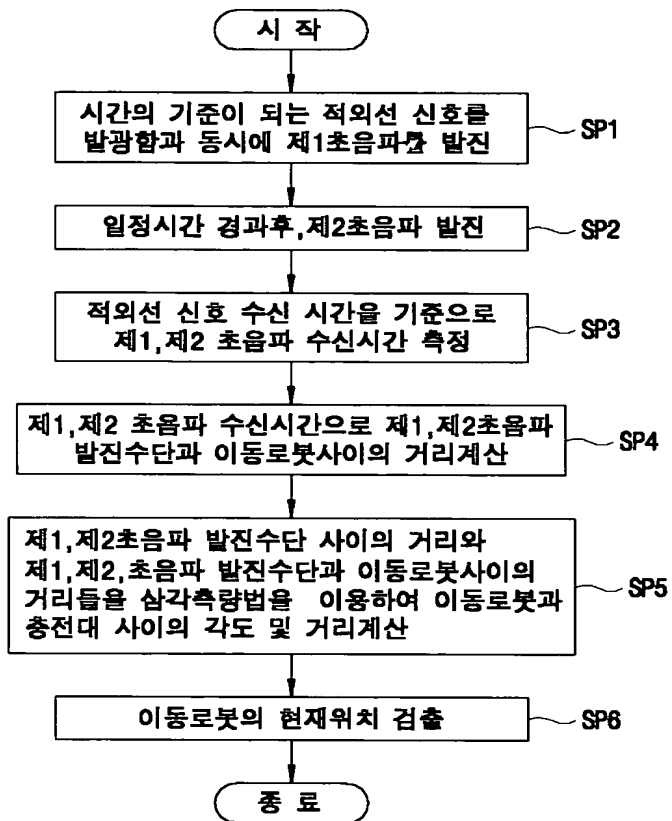 시 작
시간의 기준이 되는 적외선 신호를
발광함과 동시에 제1초음파를 발진
SP1
일정시간 경과후,제2초음파 발진
SP2
적외선 신호 수신 시간을 기준으로
제1,제2 초음파 수신시간 측정
SP3
제1,제2 초음파 수신시간으로 제1,제2초음파
발진수단과 이동로봇사이의 거리계산
SP4
제1,제2초음파 발진수단 사이의 거리와
제1,제2,초음파 발진수단과 이동로봇사이의
거리들을 삼각측량법을 이용하여 이동로봇과
충전대 사이의 각도 및 거리계산
SP5
이동로봇의 현재위치 검출
SP6
종 료